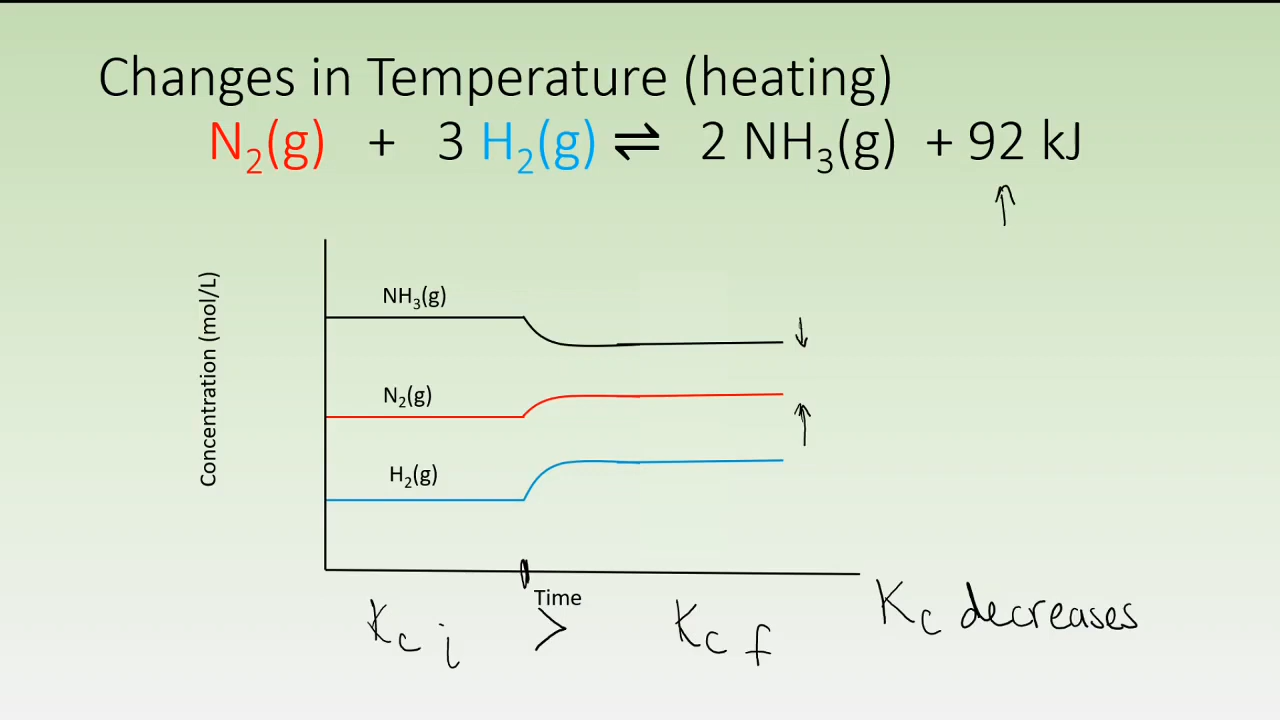 Changes in Temperature (heating)
N₂(g) + 3 H₂(g) ⇌ 2 NH₃(g) + 92 kJ
↑
Concentration (mol/L)
NH₃(g)
↓
N₂(g)
↑
H₂(g)
Time
Kc i > Kc f
Kc decreases